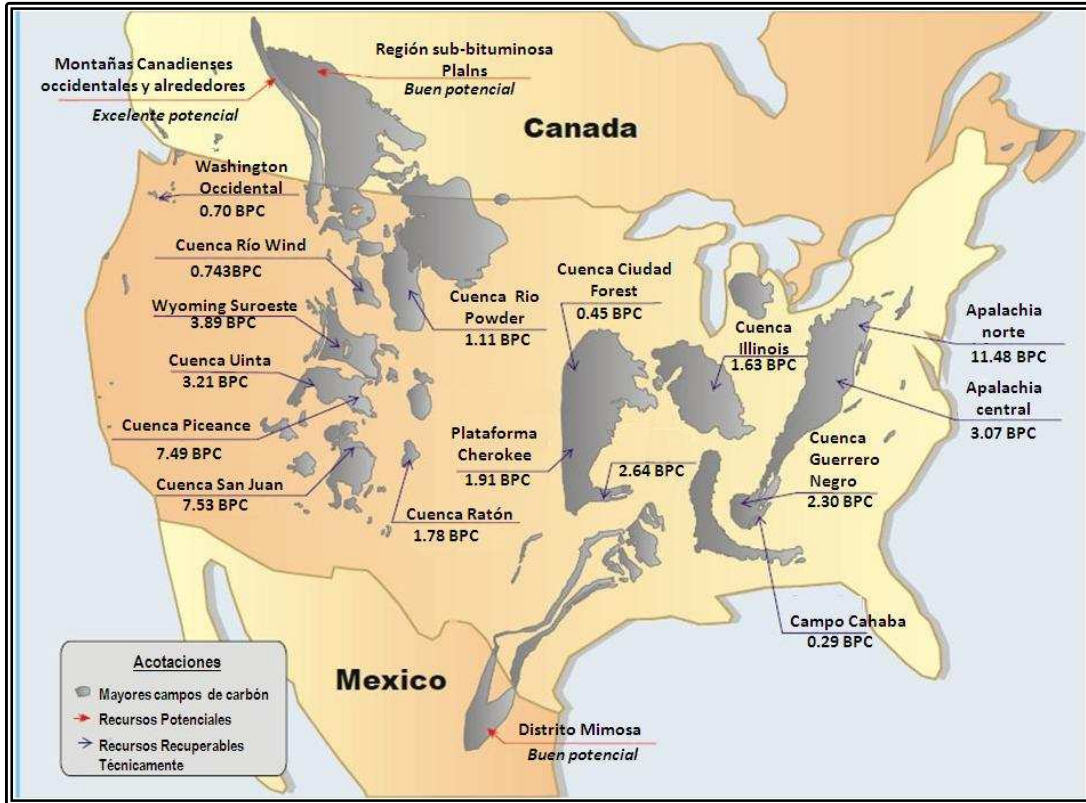 Montañas Canadienses
occidentales y alrededores
Excelente potencial
Región sub-bituminosa
Plalns
Buen potencial
Canada
Washington
Occidental
0.70 BPC
Cuenca Río Wind
0.743BPC
Wyoming Suroeste
3.89 BPC
Cuenca Uinta
3.21 BPC
Cuenca Piceance
7.49 BPC
Cuenca San Juan
7.53 BPC
Cuenca Rio
Powder
1.11 BPC
Cuenca Ratón
1.78 BPC
Cuenca Ciudad
Forest
0.45 BPC
Plataforma
Cherokee
1.91 BPC
2.64 BPC
Cuenca
Illinois
1.63 BPC
Apalachia
norte
11.48 BPC
Apalachia
central
3.07 BPC
Cuenca
Guerrero
Negro
2.30 BPC
Campo Cahaba
0.29 BPC
Mexico
Distrito Mimosa
Buen potencial
Acotaciones
Mayores campos de carbón
Recursos Potenciales
Recursos Recuperables
Técnicamente